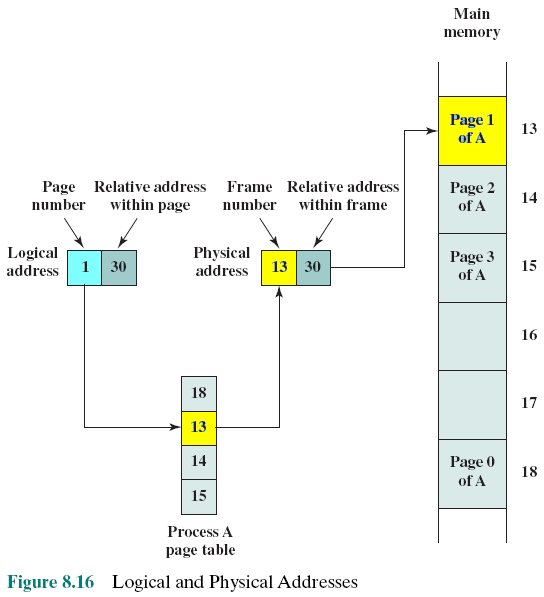 Main
memory
Page 1
of A
13
Page 2
of A
14
Page 3
of A
15
16
17
Page 0
of A
18
Page
number
Relative address
within page
Frame
number
Relative address
within frame
Logical
address
1
30
Physical
address
13
30
18
13
14
15
Process A
page table
Figure 8.16 Logical and Physical Addresses